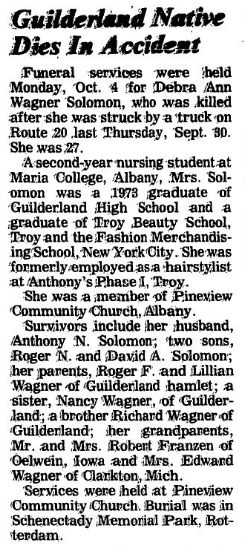 Guilderland Native
Dies In Accident
Funeral services were held
Monday, Oct. 4 for Debra Ann
Wagner Solomon, who was killed
after she was struck by a truck on
Route 20 last Thursday, Sept. 30.
She was 27.
A second-year nursing student at
Maria College, Albany, Mrs. Sol-
omon was a 1973 graduate of
Guilderland High School and a
graduate of Troy Beauty School,
Troy and the Fashion Merchandis-
ing School, New York City. She was
formerly employed as a hairstylist
at Anthony's Phase I, Troy.
She was a member of Pineview
Community Church, Albany.
Survivors include her husband,
Anthony N. Solomon; two sons,
Roger N. and David A. Solomon;
her parents, Roger F. and Lillian
Wagner of Guilderland hamlet; a
sister, Nancy Wagner, of Guilder-
land; a brother Richard Wagner of
Guilderland; her grandparents,
Mr. and Mrs. Robert Franzen of
Oelwein, Iowa and Mrs. Edward
Wagner of Clarkton, Mich.
Services were held at Pineview
Community Church. Burial was in
Schenectady Memorial Park, Rot-
terdam.